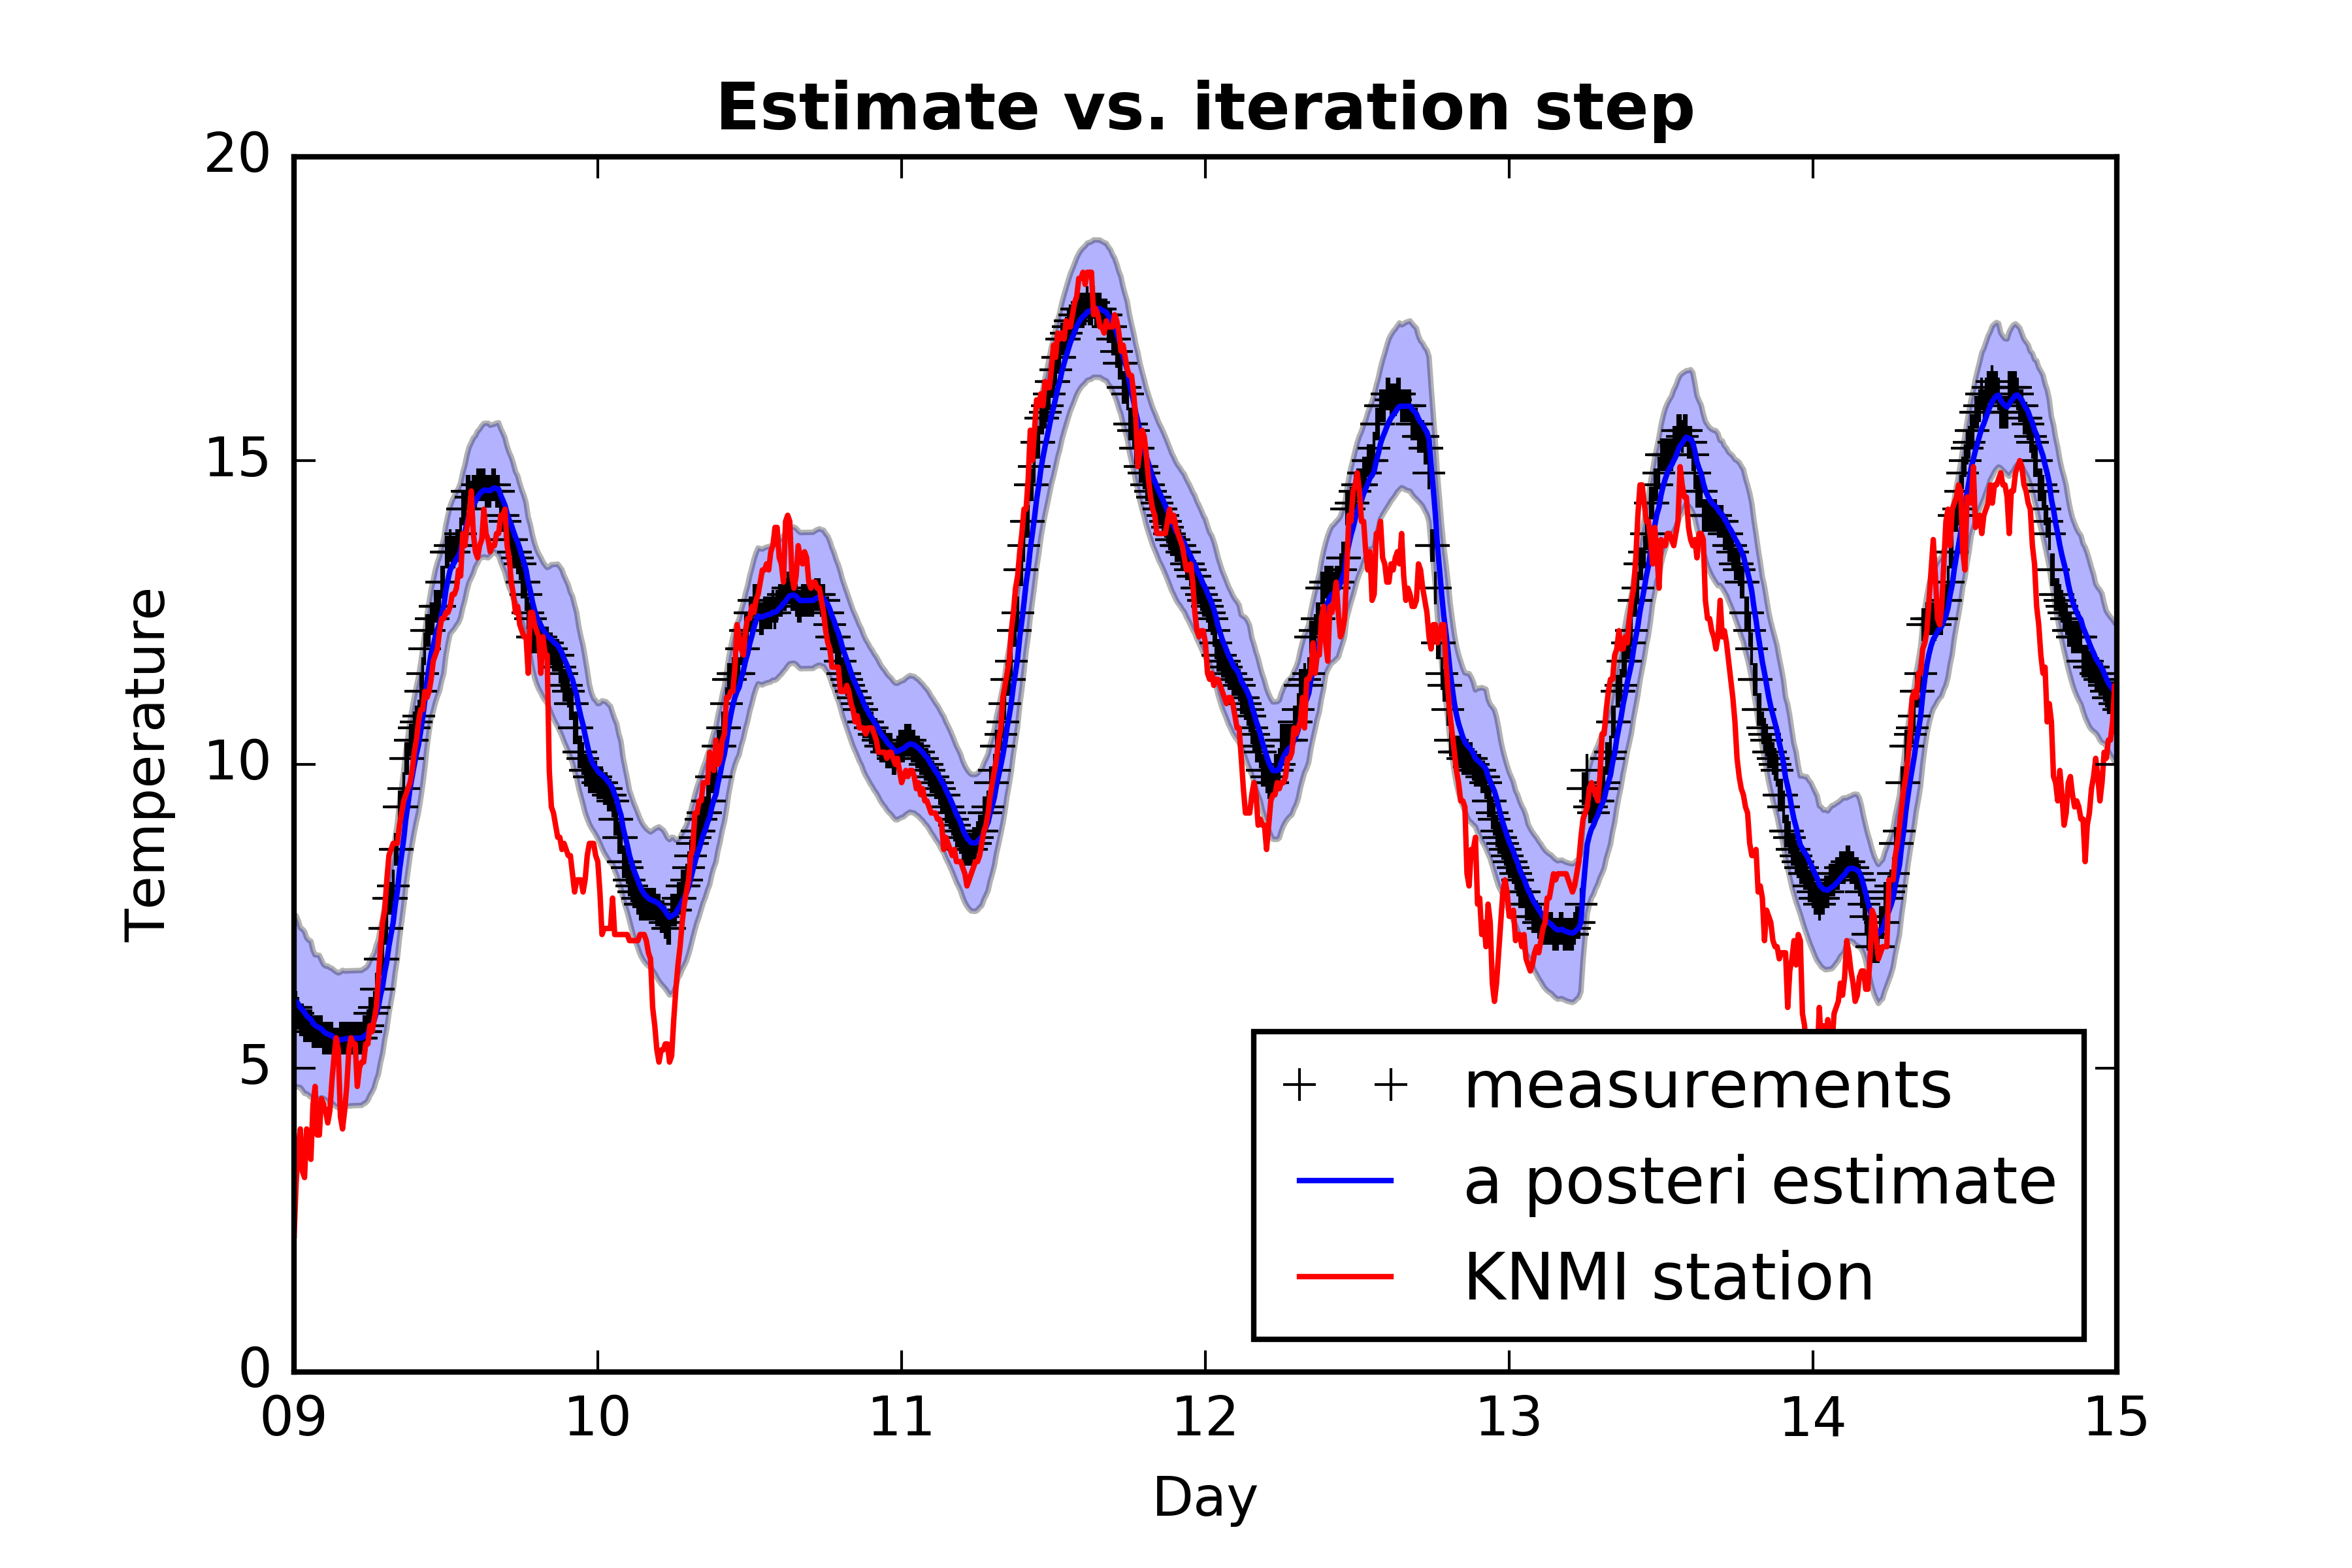 Estimate vs. iteration step
20
15
10
5
0
Temperature
measurements
a posteri estimate
KNMI station
09 10 11 12 13 14 15
Day